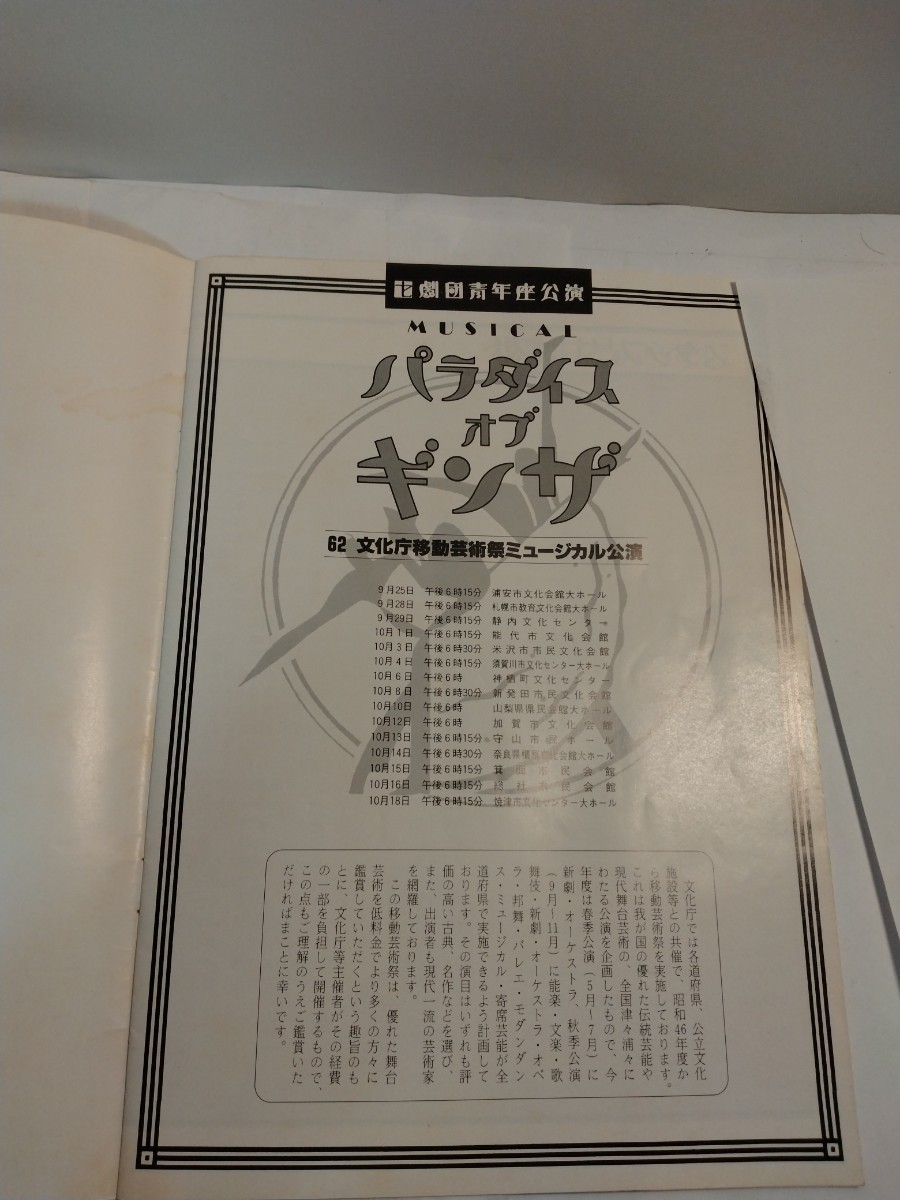 劇団青年座公演
MUSICAL
パラダイス
オブ
ギンザ
62 文化庁移動芸術祭ミュージカル公演
9月25日 午後6時15分 浦安市文化会館大ホール
9月28日 午後6時15分 札幌市教育文化会館大ホール
9月29日 午後6時15分 静内文化センター
10月1日 午後6時15分 能代市文化会館
10月3日 午後6時30分 米沢市市民文化会館
10月4日 午後6時15分 須賀川市文化センター大ホール
10月6日 午後6時 神栖町文化センター
10月8日 午後6時30分 新発田市民文化会館
10月10日 午後6時 山梨県県民会館大ホール
10月12日 午後6時 加賀市文化会館
10月13日 午後6時15分 守山市民ホール
10月14日 午後6時30分 奈良県橿原文化会館大ホール
10月15日 午後6時15分 箕面市民会館
10月16日 午後6時15分 総社市民会館
10月18日 午後6時15分 焼津市文化センター大ホール
文化庁では各道府県、公立文化
施設等との共催で、昭和46年度か
ら移動芸術祭を実施しております。
これは我が国の優れた伝統芸能や
現代舞台芸術の、全国津々浦々に
わたる公演を企画したもので、今
年度は春季公演(5月〜7月)に
新劇・オーケストラ、秋季公演
(9月〜11月)に能楽・文楽・歌
舞伎・新劇・オーケストラ・オペ
ラ・邦舞・バレエ・モダンダン
ス・ミュージカル・寄席芸能が全
道府県で実施できるよう計画して
おります。その演目はいずれも評
価の高い古典、名作などを選び、
また、出演者も現代一流の芸術家
を網羅しております。
この移動芸術祭は、優れた舞台
芸術を低料金でより多くの方々に
鑑賞していただくという趣旨のも
とに、文化庁等主催者がその経費
の一部を負担して開催するもので、
この点もご理解のうえご鑑賞いた
だければまことに幸いです。